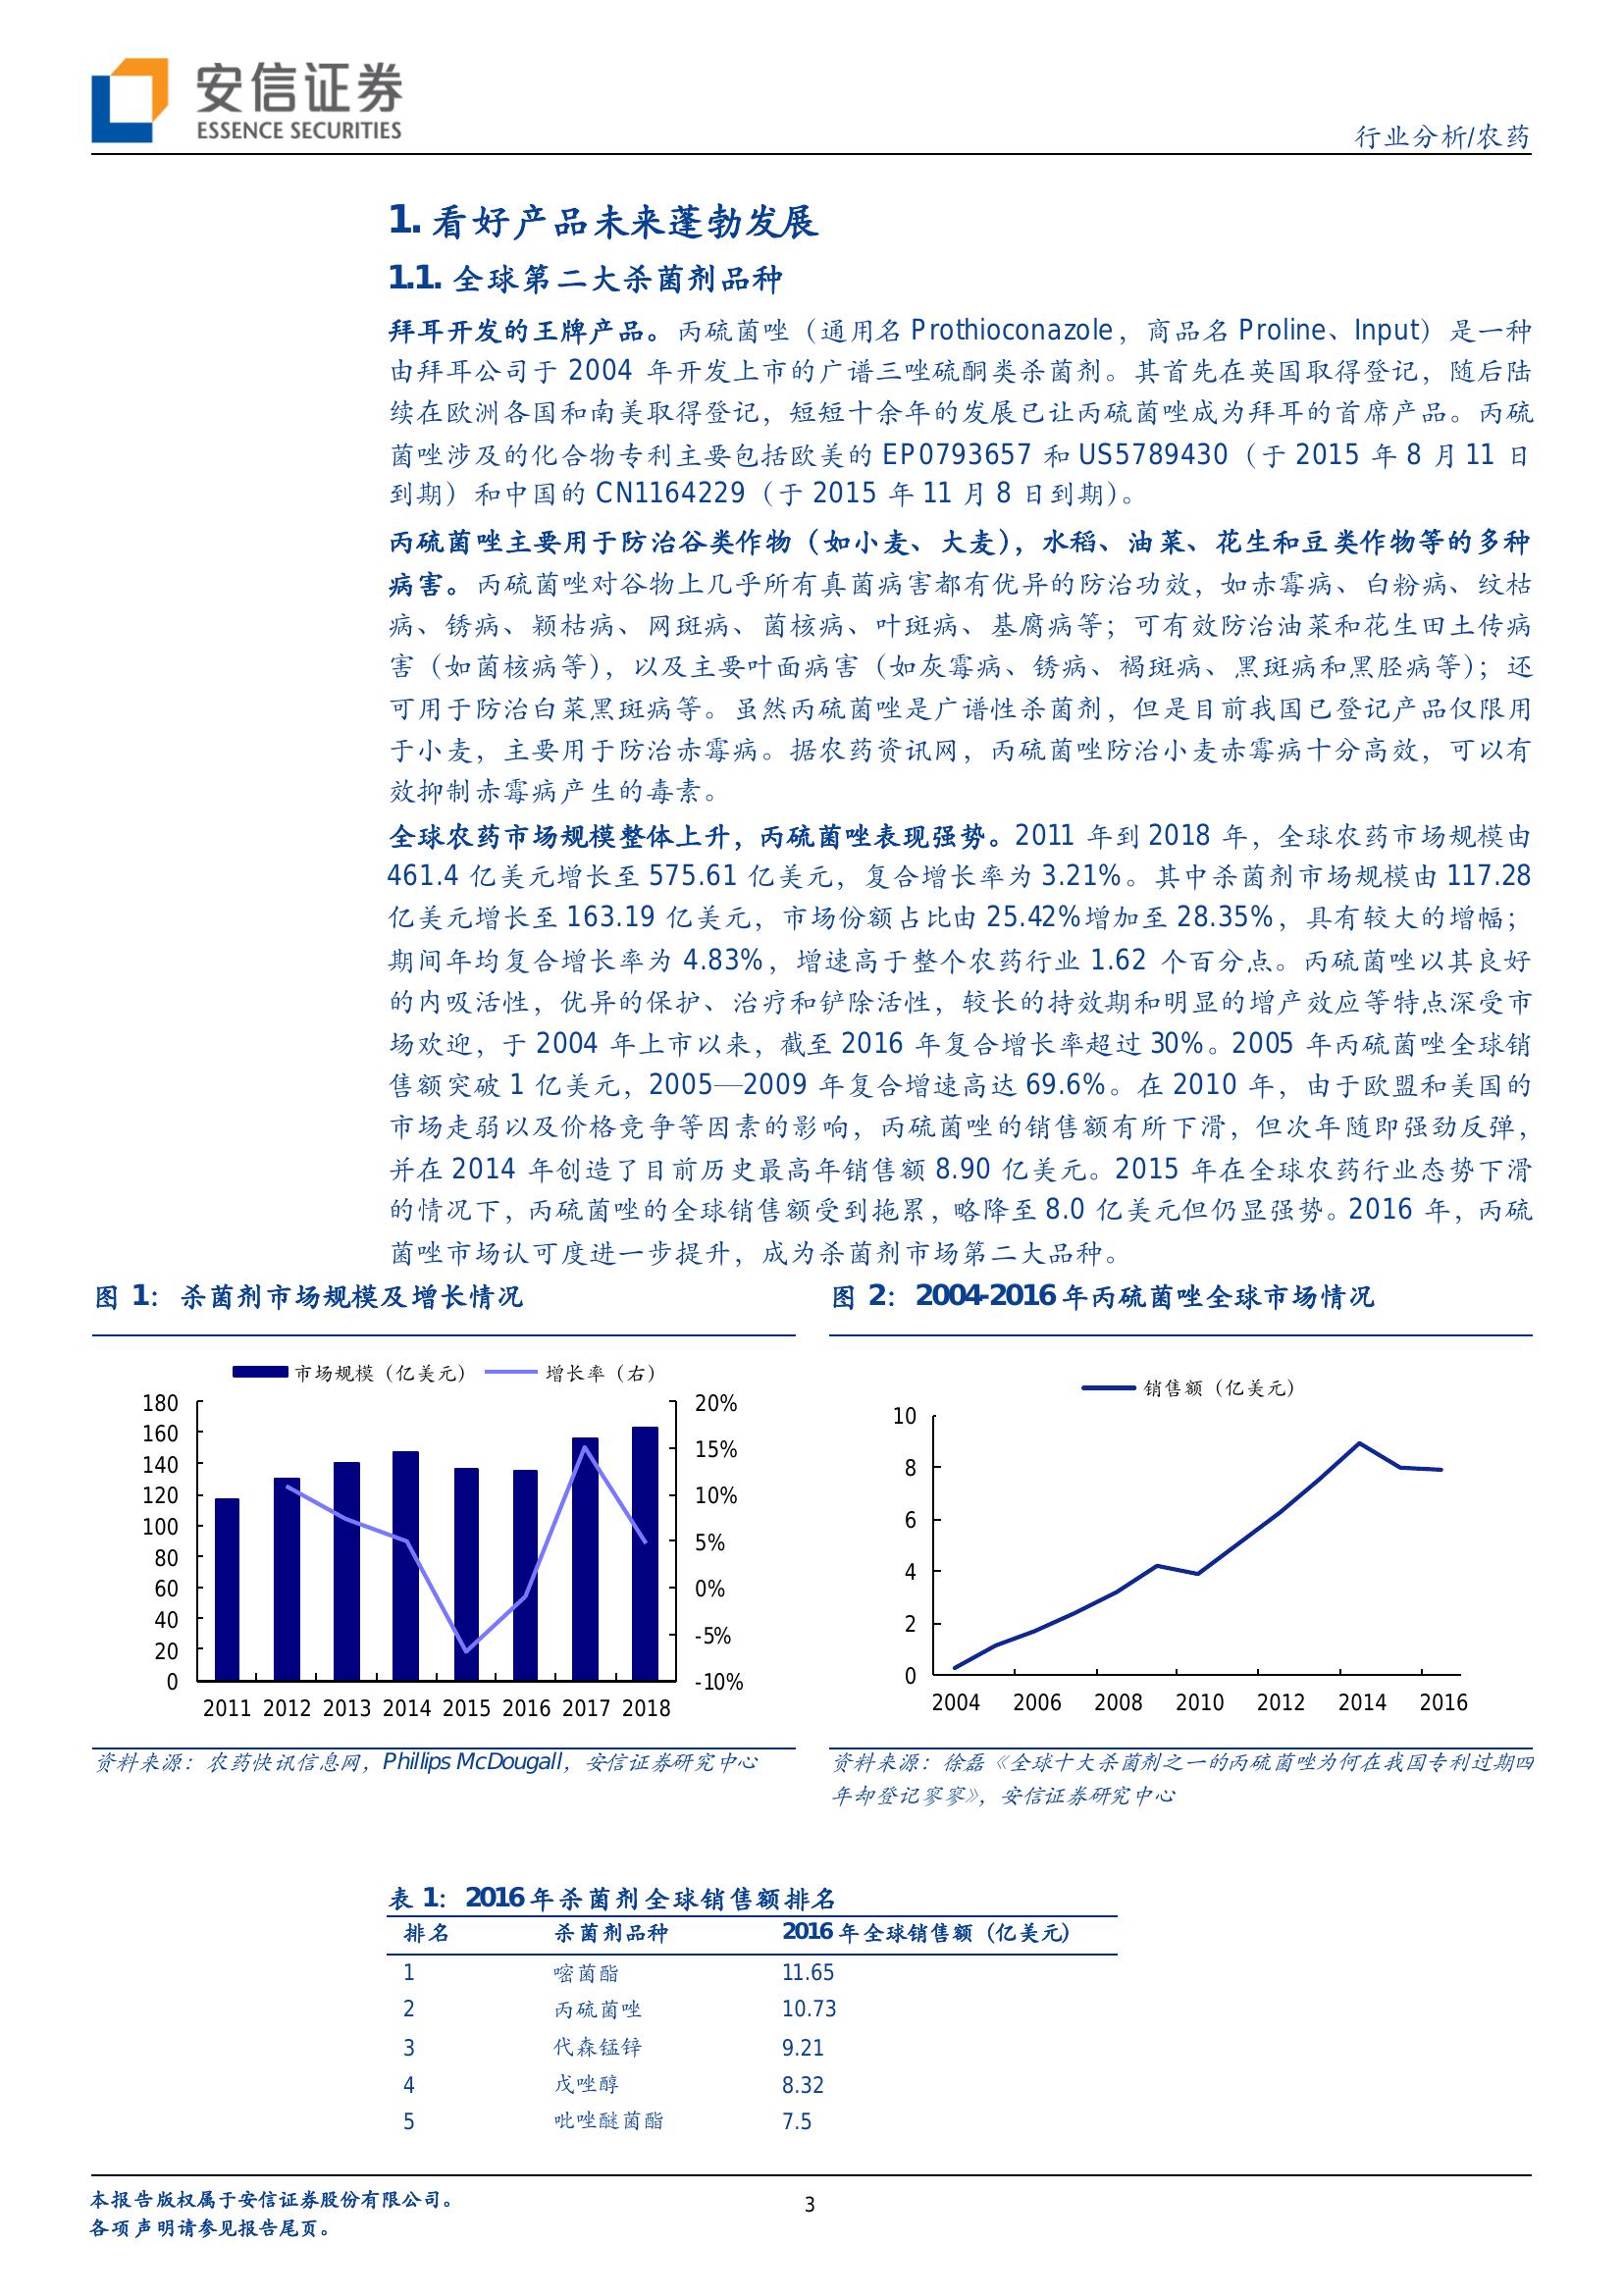 安信证券
ESSENCE SECURITIES
行业分析/农药
1. 看好产品未来蓬勃发展
1.1. 全球第二大杀菌剂品种
拜耳开发的王牌产品。丙硫菌唑（通用名 Prothioconazole，商品名 Proline、Input）是一种
由拜耳公司于 2004 年开发上市的广谱三唑硫酮类杀菌剂。其首先在英国取得登记，随后陆
续在欧洲各国和南美取得登记，短短十余年的发展已让丙硫菌唑成为拜耳的首席产品。丙硫
菌唑涉及的化合物专利主要包括欧美的 EP0793657 和 US5789430（于 2015 年 8 月 11 日
到期）和中国的 CN1164229（于 2015 年 11 月 8 日到期）。
丙硫菌唑主要用于防治谷类作物（如小麦、大麦），水稻、油菜、花生和豆类作物等的多种
病害。丙硫菌唑对谷物上几乎所有真菌病害都有优异的防治功效，如赤霉病、白粉病、纹枯
病、锈病、颖枯病、网斑病、菌核病、叶斑病、基腐病等；可有效防治油菜和花生田土传病
害（如菌核病等），以及主要叶面病害（如灰霉病、锈病、褐斑病、黑斑病和黑胫病等）；还
可用于防治白菜黑斑病等。虽然丙硫菌唑是广谱性杀菌剂，但是目前我国已登记产品仅限用
于小麦，主要用于防治赤霉病。据农药资讯网，丙硫菌唑防治小麦赤霉病十分高效，可以有
效抑制赤霉病产生的毒素。
全球农药市场规模整体上升，丙硫菌唑表现强势。2011 年到 2018 年，全球农药市场规模由
461.4 亿美元增长至 575.61 亿美元，复合增长率为 3.21%。其中杀菌剂市场规模由 117.28
亿美元增长至 163.19 亿美元，市场份额占比由 25.42%增加至 28.35%，具有较大的增幅；
期间年均复合增长率为 4.83%，增速高于整个农药行业 1.62 个百分点。丙硫菌唑以其良好
的内吸活性，优异的保护、治疗和铲除活性，较长的持效期和明显的增产效应等特点深受市
场欢迎，于 2004 年上市以来，截至 2016 年复合增长率超过 30%。2005 年丙硫菌唑全球销
售额突破 1 亿美元，2005—2009 年复合增速高达 69.6%。在 2010 年，由于欧盟和美国的
市场走弱以及价格竞争等因素的影响，丙硫菌唑的销售额有所下滑，但次年随即强劲反弹，
并在 2014 年创造了目前历史最高年销售额 8.90 亿美元。2015 年在全球农药行业态势下滑
的情况下，丙硫菌唑的全球销售额受到拖累，略降至 8.0 亿美元但仍显强势。2016 年，丙硫
菌唑市场认可度进一步提升，成为杀菌剂市场第二大品种。
图 1：杀菌剂市场规模及增长情况
市场规模（亿美元） 增长率（右）
180 20%
160
140 15%
120 10%
100
80 5%
60 0%
40
20 -5%
0 -10%
2011 2012 2013 2014 2015 2016 2017 2018
资料来源：农药快讯信息网，Phillips McDougall，安信证券研究中心
图 2：2004-2016 年丙硫菌唑全球市场情况
销售额（亿美元）
10
8
6
4
2
0
2004 2006 2008 2010 2012 2014 2016
资料来源：徐磊《全球十大杀菌剂之一的丙硫菌唑为何在我国专利过期四
年却登记寥寥》，安信证券研究中心
表 1：2016 年杀菌剂全球销售额排名
排名 杀菌剂品种 2016 年全球销售额（亿美元）
1 嘧菌酯 11.65
2 丙硫菌唑 10.73
3 代森锰锌 9.21
4 戊唑醇 8.32
5 吡唑醚菌酯 7.5
本报告版权属于安信证券股份有限公司。
各项声明请参见报告尾页。
3